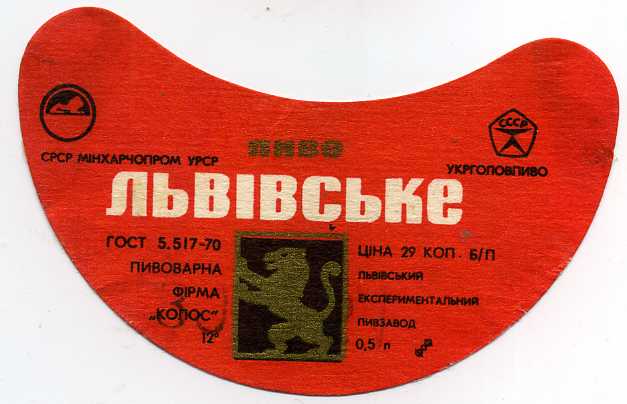 СССР
СРСР МІНХАРЧОПРОМ УРСР
УКРГОЛОВПИВО
ПИВО
ЛЬВІВСЬКЕ
ГОСТ 5.517-70
ПИВОВАРНА
ФІРМА
„КОЛОС"
12°
ЦІНА 29 КОП. Б/П
ЛЬВІВСЬКИЙ
ЕКСПЕРИМЕНТАЛЬНИЙ
ПИВЗАВОД
0,5 л